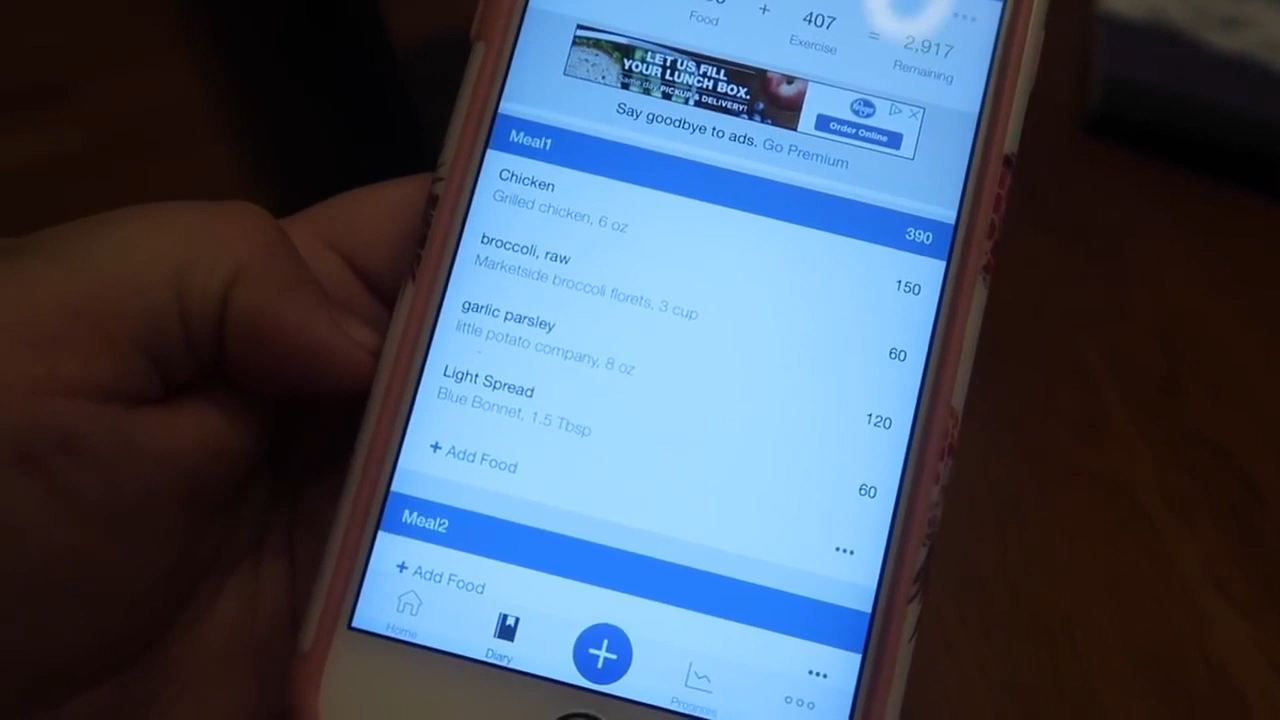 + 407 = 2,917
Food Exercise Remaining
LET US FILL
YOUR LUNCH BOX.
Same day PICKUP & DELIVERY!
Kroger
Order Online
Say goodbye to ads. Go Premium
Meal1 390
Chicken 150
Grilled chicken, 6 oz
broccoli, raw 60
Marketside broccoli florets, 3 cup
garlic parsley 120
little potato company, 8 oz
Light Spread 60
Blue Bonnet, 1.5 Tbsp
+ Add Food
Meal2
+ Add Food
Home Diary Progress